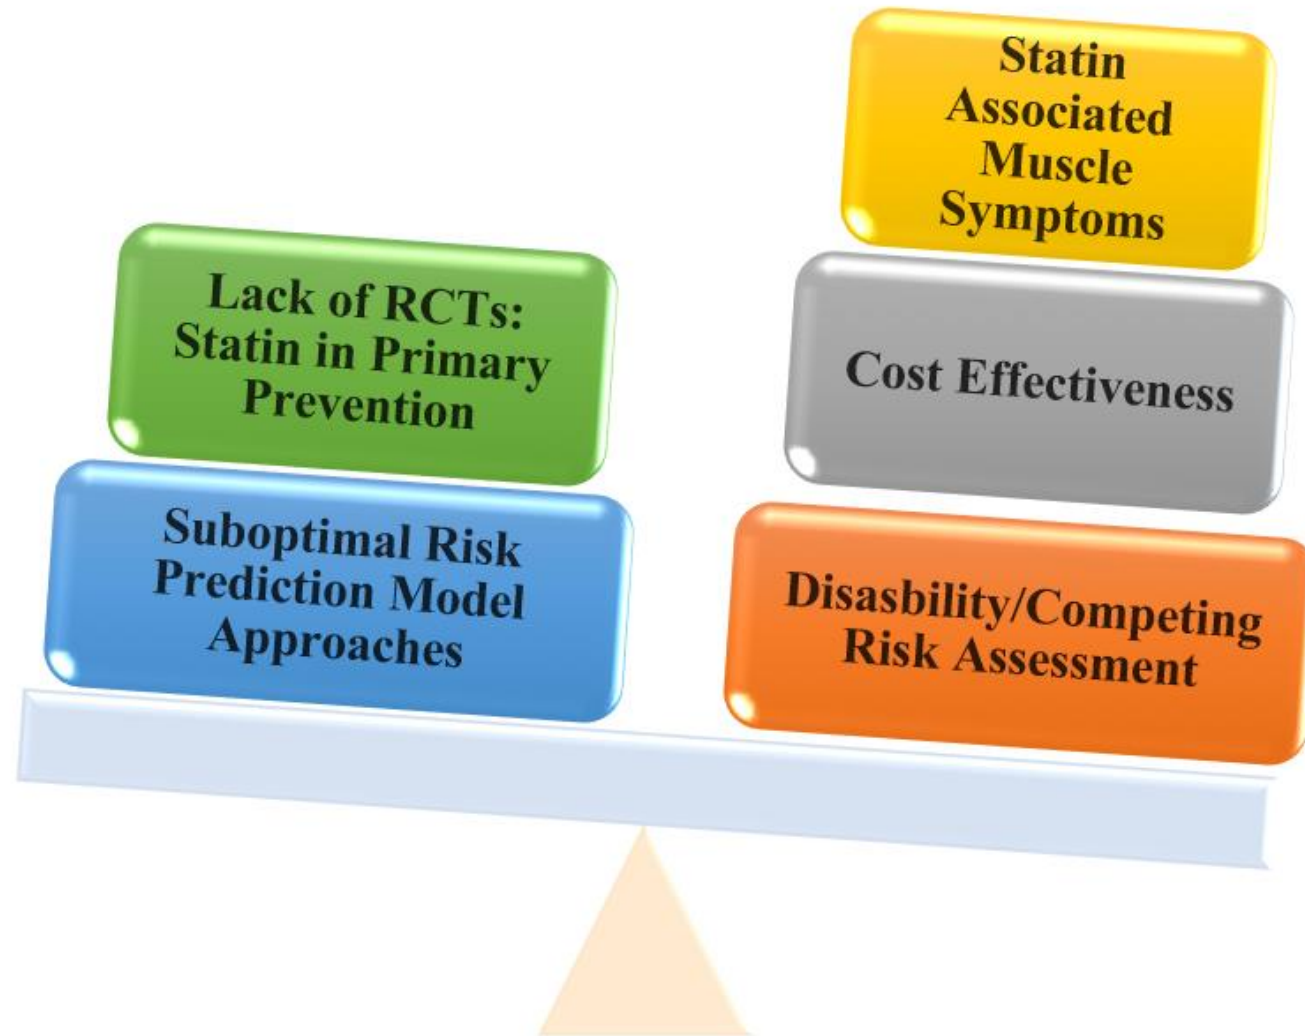 Statin
Associated
Muscle
Symptoms
Lack of RCTs:
Statin in Primary
Prevention
Cost Effectiveness
Suboptimal Risk
Prediction Model
Approaches
Disasbility/Competing
Risk Assessment